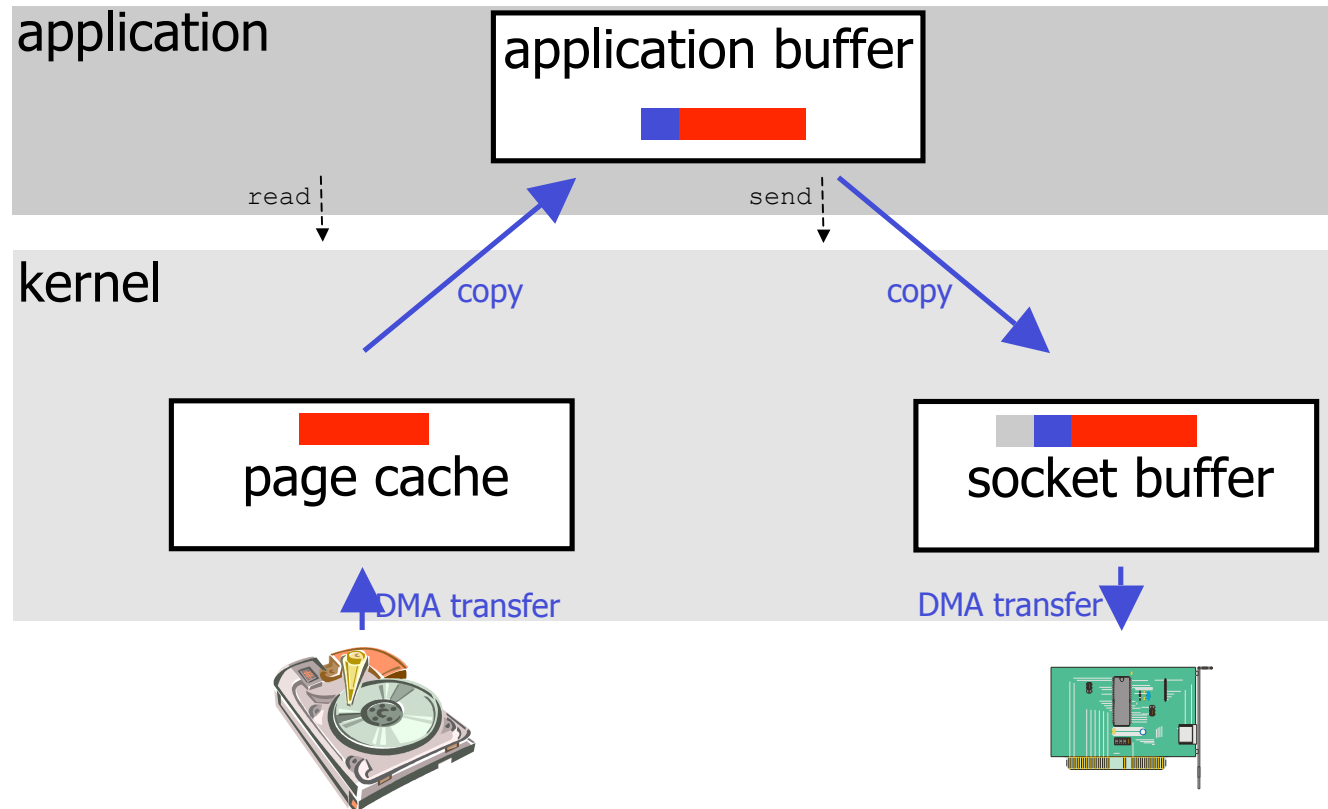 application
application buffer
read
send
kernel
copy
copy
page cache
socket buffer
DMA transfer
DMA transfer